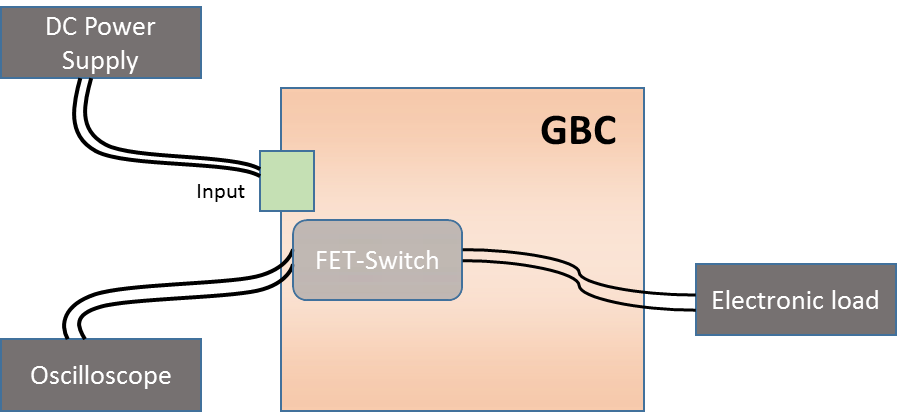 DC Power
Supply
GBC
Input
FET-Switch
Electronic load
Oscilloscope